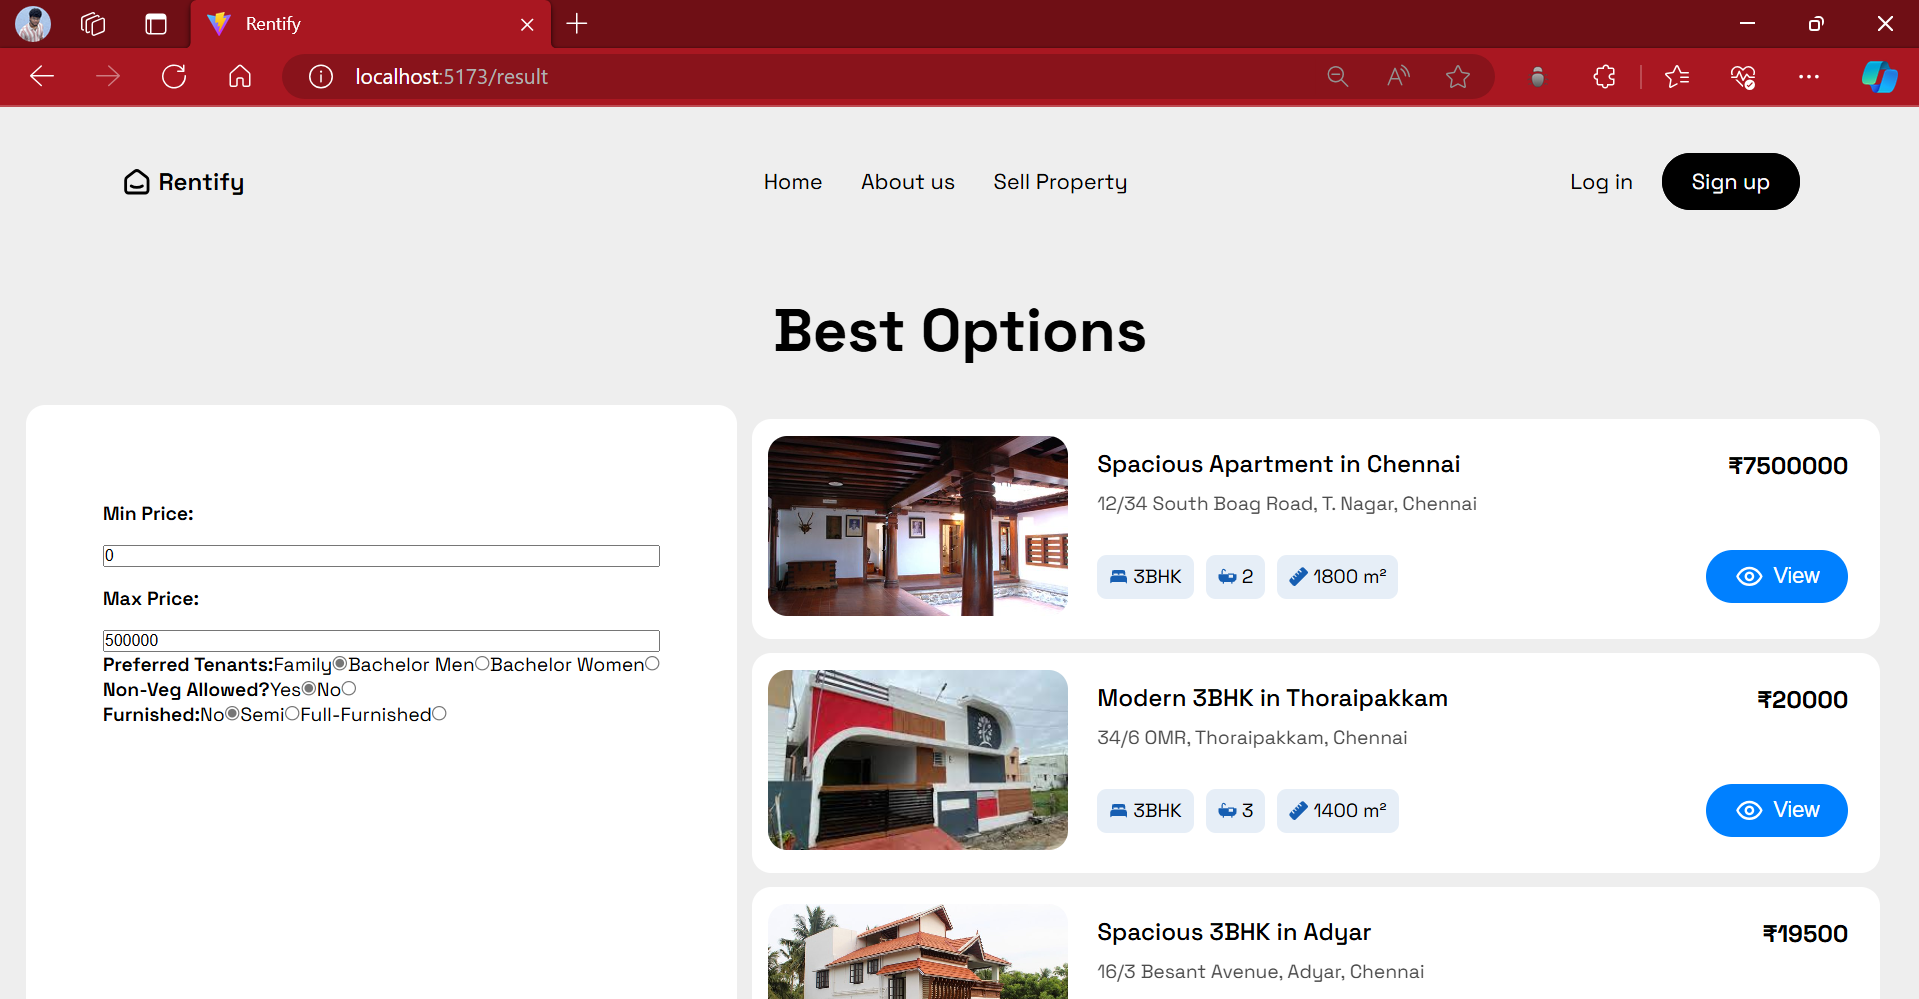 Rentify
localhost:5173/result
Rentify
Home About us Sell Property
Log in Sign up
Best Options
Min Price:
0
Max Price:
500000
Preferred Tenants:Family Bachelor Men Bachelor Women
Non-Veg Allowed?Yes No
Furnished:No Semi Full-Furnished
Spacious Apartment in Chennai
₹7500000
12/34 South Boag Road, T. Nagar, Chennai
3BHK 2 1800 m²
View
Modern 3BHK in Thoraipakkam
₹20000
34/6 OMR, Thoraipakkam, Chennai
3BHK 3 1400 m²
View
Spacious 3BHK in Adyar
₹19500
16/3 Besant Avenue, Adyar, Chennai